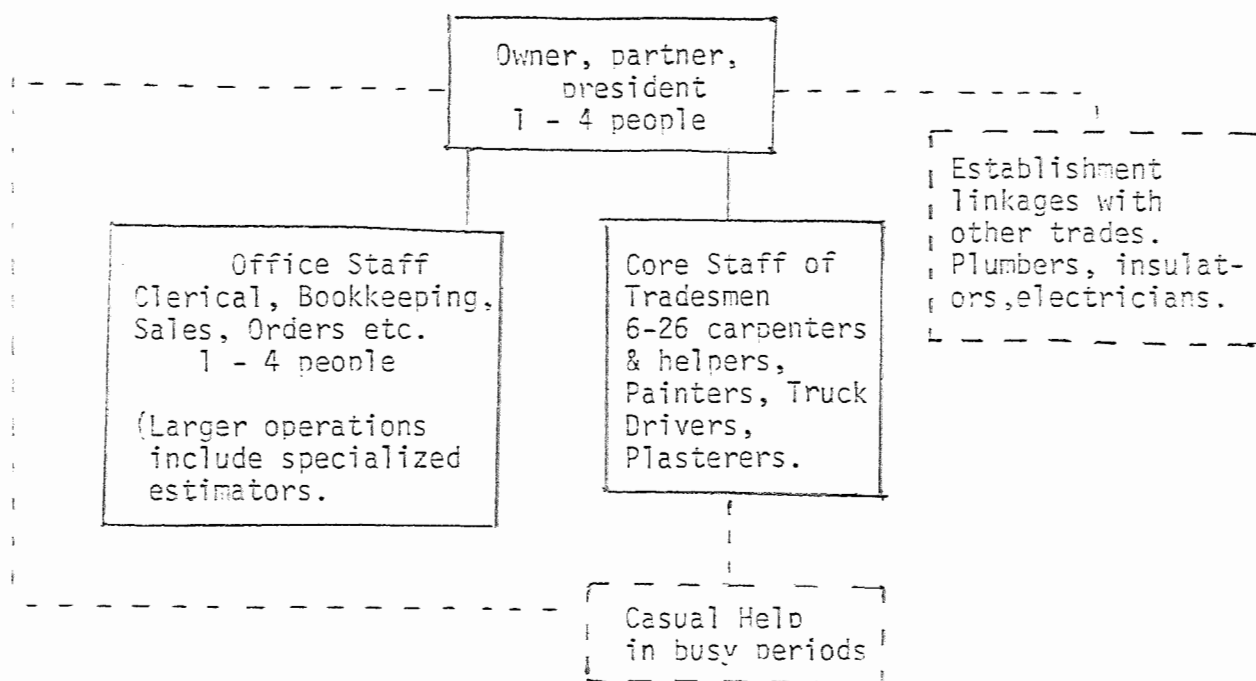 Owner, partner,
president
1 - 4 people
Office Staff
Clerical, Bookkeeping,
Sales, Orders etc.
1 - 4 people
(Larger operations
include specialized
estimators.
Core Staff of
Tradesmen
6-26 carpenters
& helpers,
Painters, Truck
Drivers,
Plasterers.
Establishment
linkages with
other trades.
Plumbers, insulat-
ors,electricians.
Casual Help
in busy periods